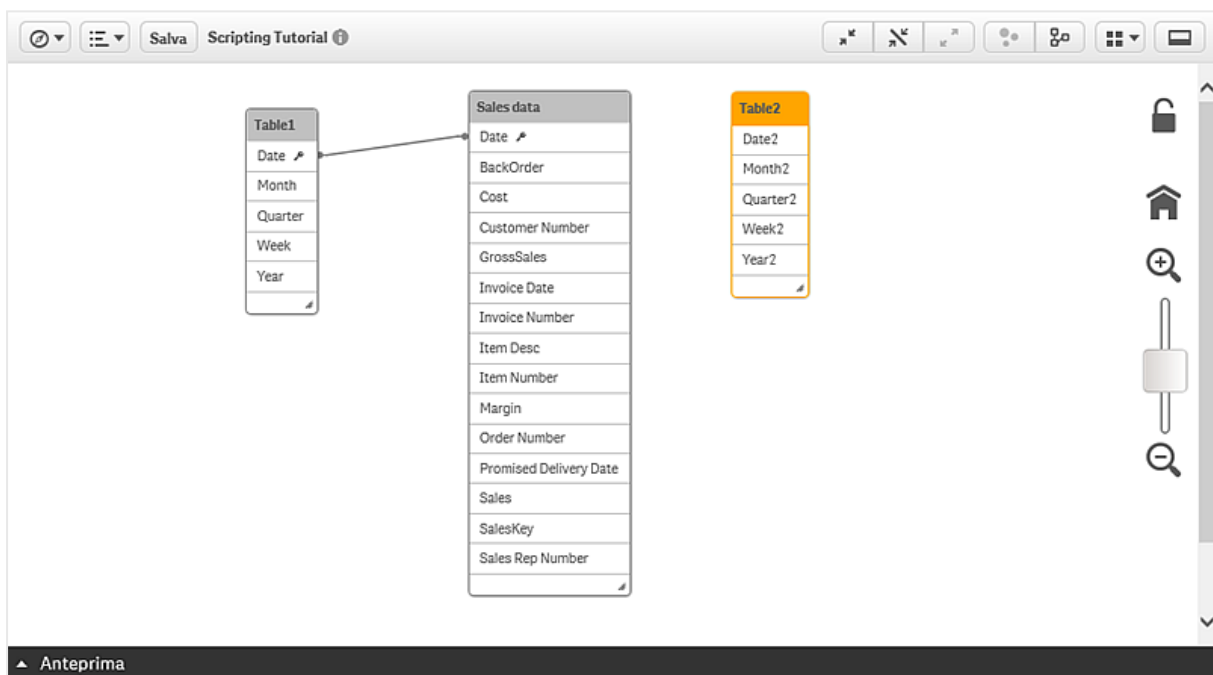 Salva Scripting Tutorial
Table1
Date
Month
Quarter
Week
Year
Sales data
Date
BackOrder
Cost
Customer Number
GrossSales
Invoice Date
Invoice Number
Item Desc
Item Number
Margin
Order Number
Promised Delivery Date
Sales
SalesKey
Sales Rep Number
Table2
Date2
Month2
Quarter2
Week2
Year2
Anteprima